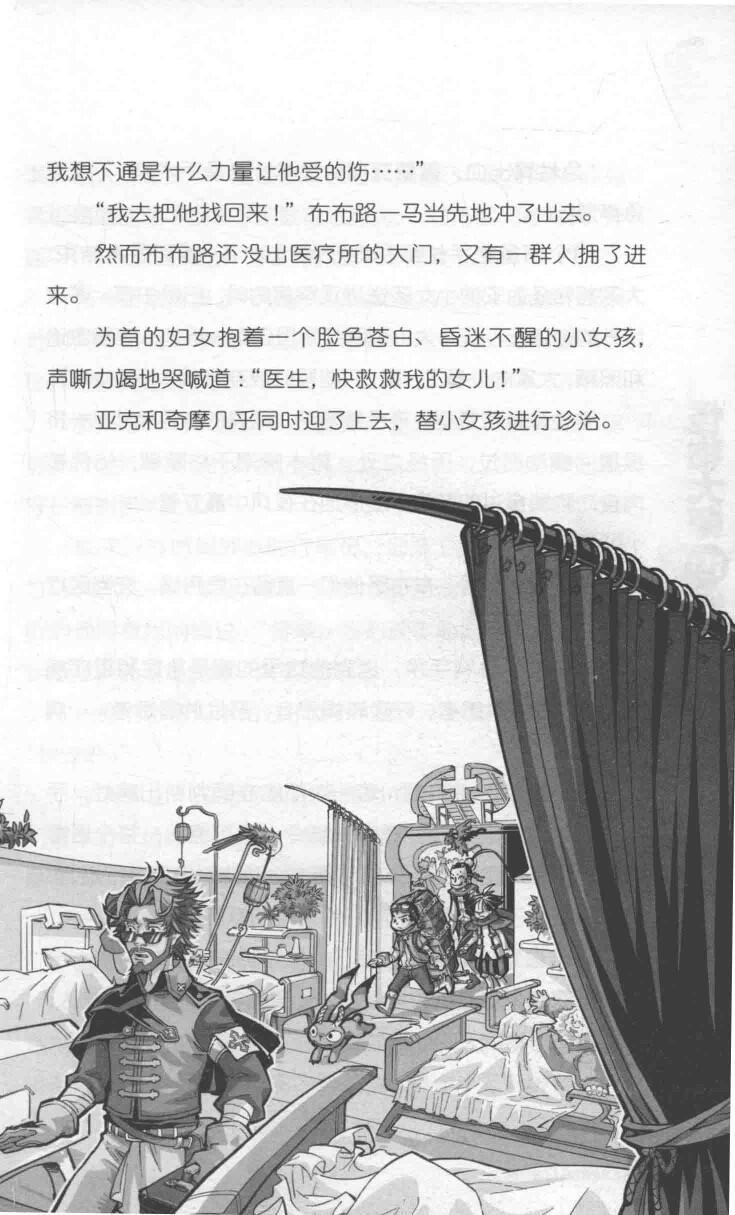 我想不通是什么力量让他受的伤……”
“我去把他找回来！”布布路一马当先地冲了出去。
然而布布路还没出医疗所的大门，又有一群人拥了进
来。
为首的妇女抱着一个脸色苍白、昏迷不醒的小女孩，
声嘶力竭地哭喊道：“医生，快救救我的女儿！”
亚克和奇摩几乎同时迎了上去，替小女孩进行诊治。